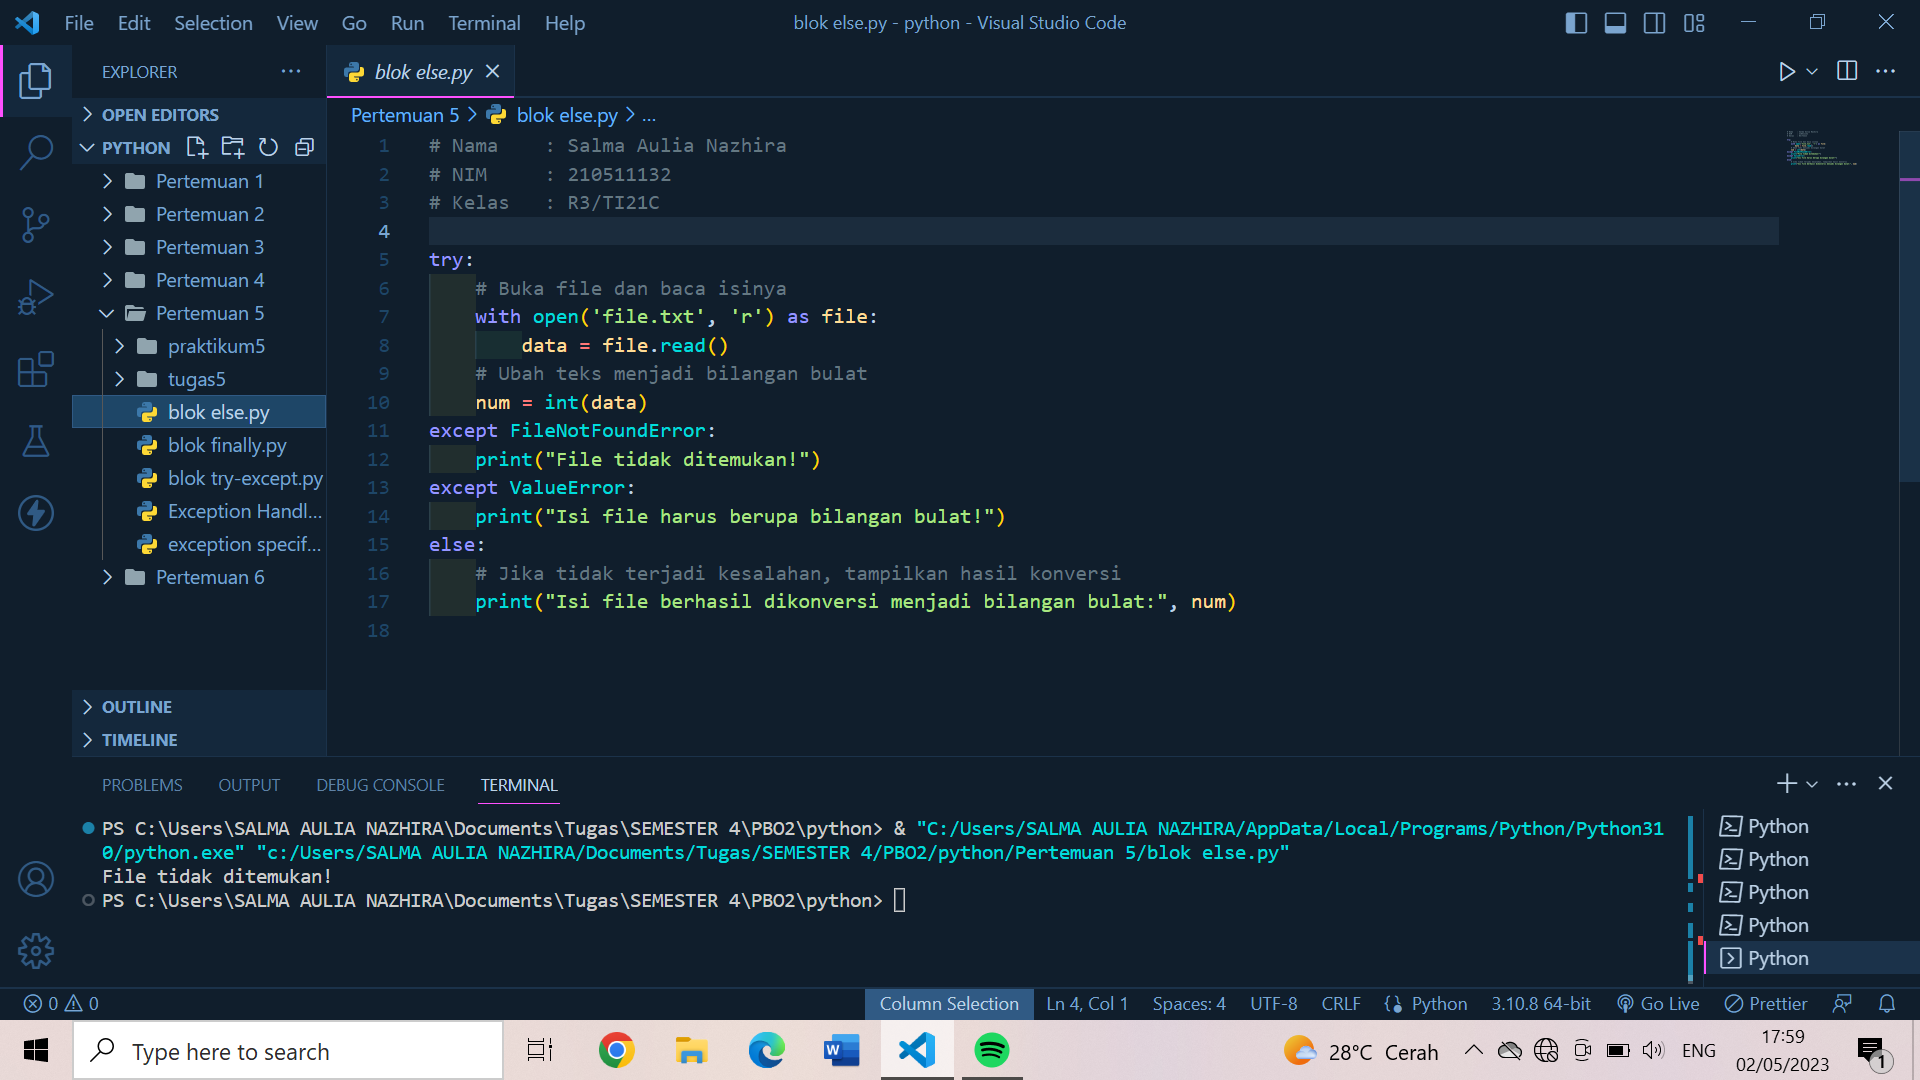 File Edit Selection View Go Run Terminal Help
blok else.py - python - Visual Studio Code
EXPLORER
OPEN EDITORS
PYTHON
Pertemuan 1
Pertemuan 2
Pertemuan 3
Pertemuan 4
Pertemuan 5
praktikum5
tugas5
blok else.py
blok finally.py
blok try-except.py
Exception Handl...
exception specif...
Pertemuan 6
OUTLINE
TIMELINE
blok else.py
Pertemuan 5 > blok else.py > ...
1 # Nama    : Salma Aulia Nazhira
2 # NIM     : 210511132
3 # Kelas   : R3/TI21C
4
5 try:
6     # Buka file dan baca isinya
7     with open('file.txt', 'r') as file:
8         data = file.read()
9     # Ubah teks menjadi bilangan bulat
10     num = int(data)
11 except FileNotFoundError:
12     print("File tidak ditemukan!")
13 except ValueError:
14     print("Isi file harus berupa bilangan bulat!")
15 else:
16     # Jika tidak terjadi kesalahan, tampilkan hasil konversi
17     print("Isi file berhasil dikonversi menjadi bilangan bulat:", num)
18
PROBLEMS OUTPUT DEBUG CONSOLE TERMINAL
PS C:\Users\SALMA AULIA NAZHIRA\Documents\Tugas\SEMESTER 4\PBO2\python> & "C:/Users/SALMA AULIA NAZHIRA/AppData/Local/Programs/Python/Python31
0/python.exe" "c:/Users/SALMA AULIA NAZHIRA/Documents/Tugas/SEMESTER 4/PBO2/python/Pertemuan 5/blok else.py"
File tidak ditemukan!
PS C:\Users\SALMA AULIA NAZHIRA\Documents\Tugas\SEMESTER 4\PBO2\python>
Python
Python
Python
Python
Python
0 0 Column Selection Ln 4, Col 1 Spaces: 4 UTF-8 CRLF Python 3.10.8 64-bit Go Live Prettier
Type here to search
28°C Cerah
ENG
17:59
02/05/2023
1